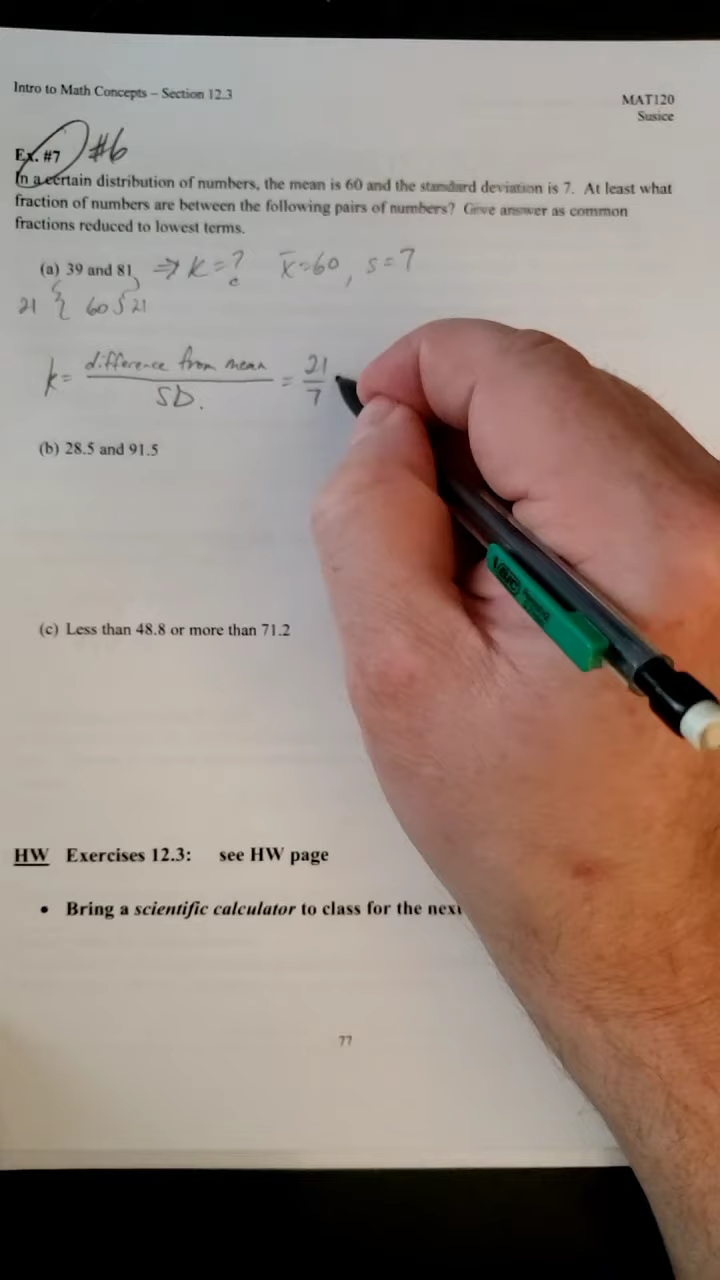 Intro to Math Concepts – Section 12.3
MAT120
Susice
Ex. #7 #6
In a certain distribution of numbers, the mean is 60 and the standard deviation is 7. At least what
fraction of numbers are between the following pairs of numbers? Give answer as common
fractions reduced to lowest terms.
(a) 39 and 81 ⇒ k=? x̄=60, s=7
21 { 60 } 21
k= difference from mean / SD. = 21/7
(b) 28.5 and 91.5
(c) Less than 48.8 or more than 71.2
HW Exercises 12.3: see HW page
• Bring a scientific calculator to class for the next
77
BIC